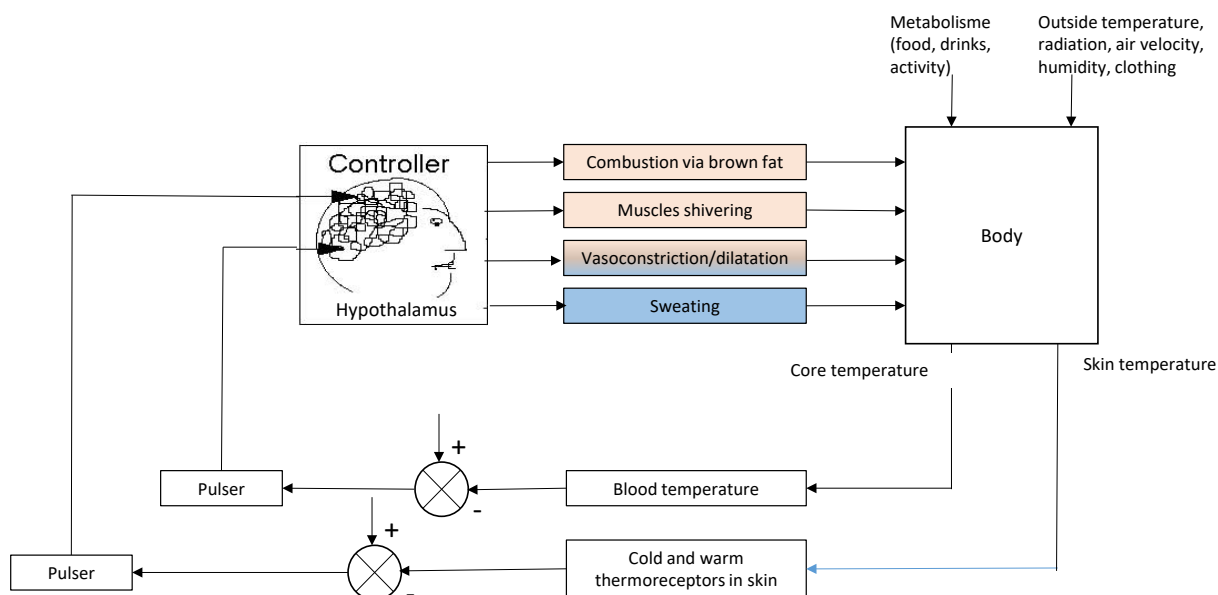 Metabolisme
(food, drinks,
activity)
Outside temperature,
radiation, air velocity,
humidity, clothing
Controller
Hypothalamus
Combustion via brown fat
Muscles shivering
Vasoconstriction/dilatation
Sweating
Body
Core temperature
Skin temperature
+
-
Pulser
Blood temperature
+
-
Pulser
Cold and warm
thermoreceptors in skin